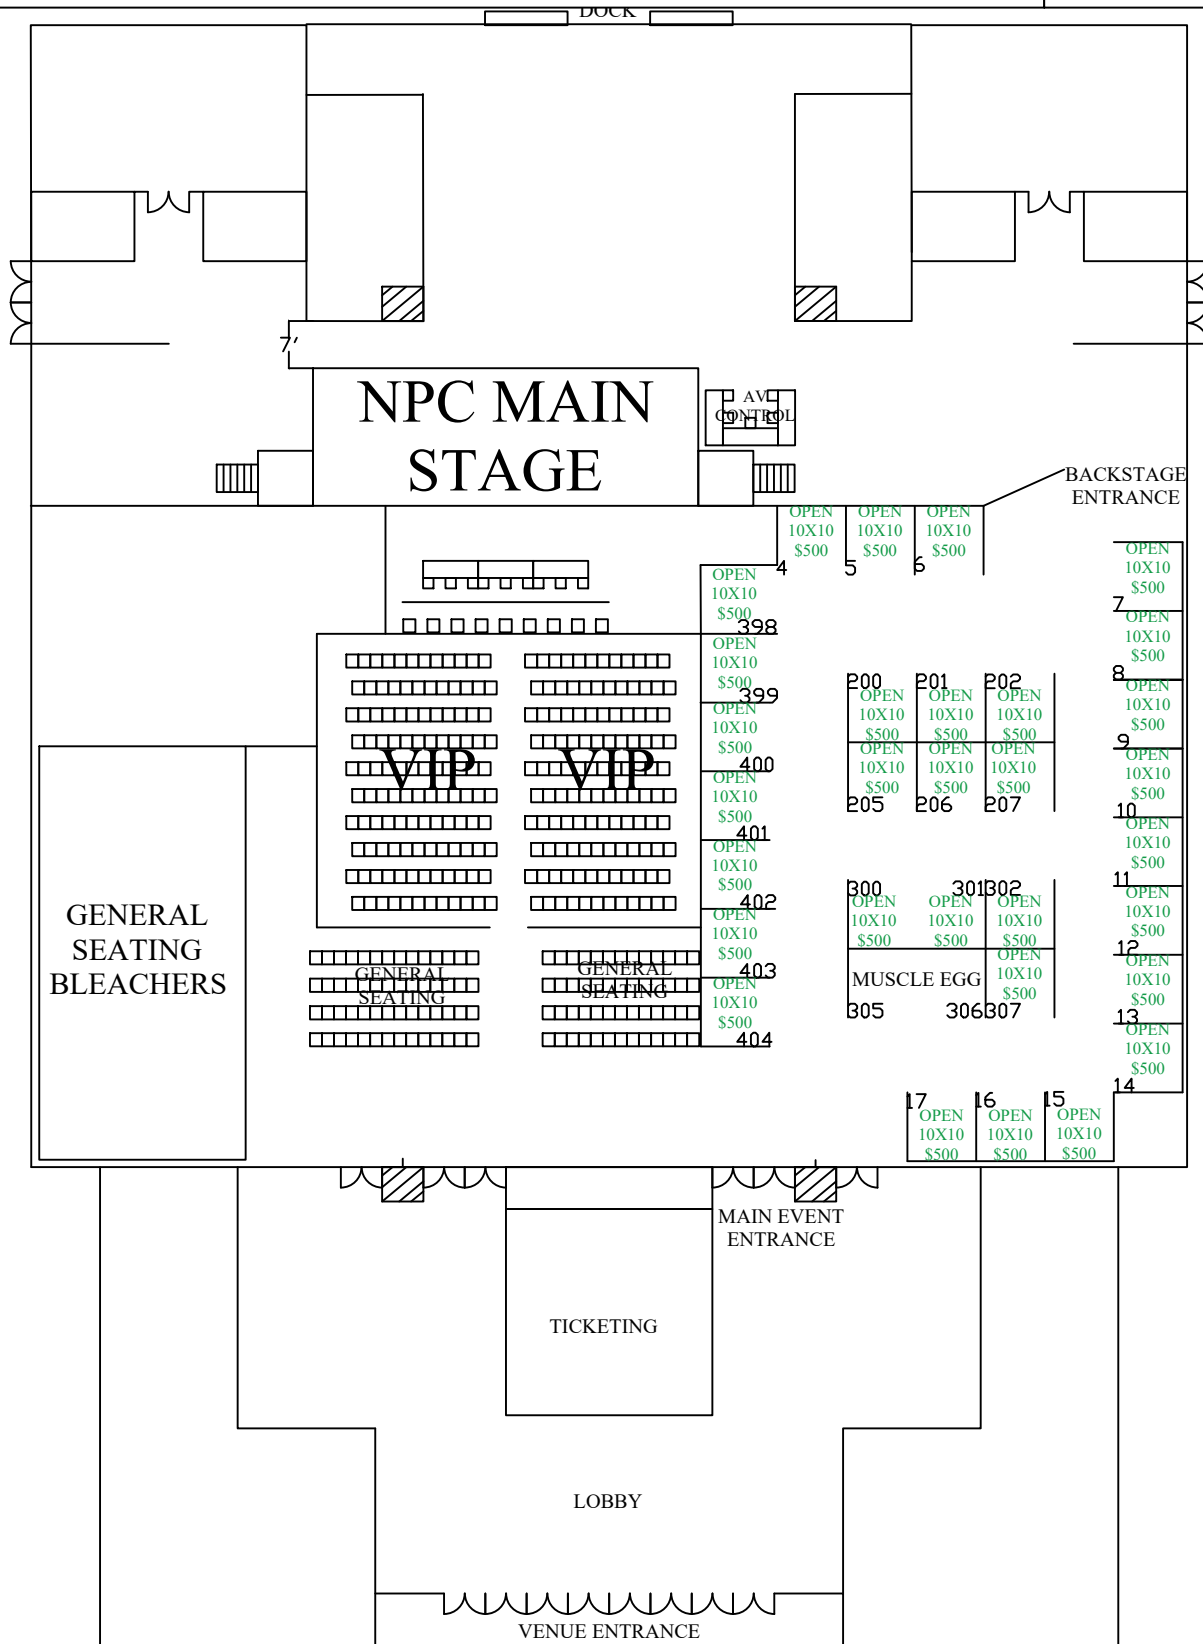 DOCK
NPC MAIN
STAGE
AV
CONTROL
BACKSTAGE
ENTRANCE
OPEN
10X10
$500
4
OPEN
10X10
$500
5
OPEN
10X10
$500
6
OPEN
10X10
$500
7
OPEN
10X10
$500
8
OPEN
10X10
$500
9
OPEN
10X10
$500
10
OPEN
10X10
$500
11
OPEN
10X10
$500
12
OPEN
10X10
$500
13
OPEN
10X10
$500
14
OPEN
10X10
$500
398
OPEN
10X10
$500
399
OPEN
10X10
$500
400
OPEN
10X10
$500
401
OPEN
10X10
$500
402
OPEN
10X10
$500
403
OPEN
10X10
$500
404
200
OPEN
10X10
$500
201
OPEN
10X10
$500
202
OPEN
10X10
$500
OPEN
10X10
$500
205
OPEN
10X10
$500
206
OPEN
10X10
$500
207
300
OPEN
10X10
$500
301
OPEN
10X10
$500
302
OPEN
10X10
$500
MUSCLE EGG
305
306
OPEN
10X10
$500
307
VIP
VIP
GENERAL
SEATING
BLEACHERS
GENERAL
SEATING
GENERAL
SEATING
17
OPEN
10X10
$500
16
OPEN
10X10
$500
15
OPEN
10X10
$500
MAIN EVENT
ENTRANCE
TICKETING
LOBBY
VENUE ENTRANCE